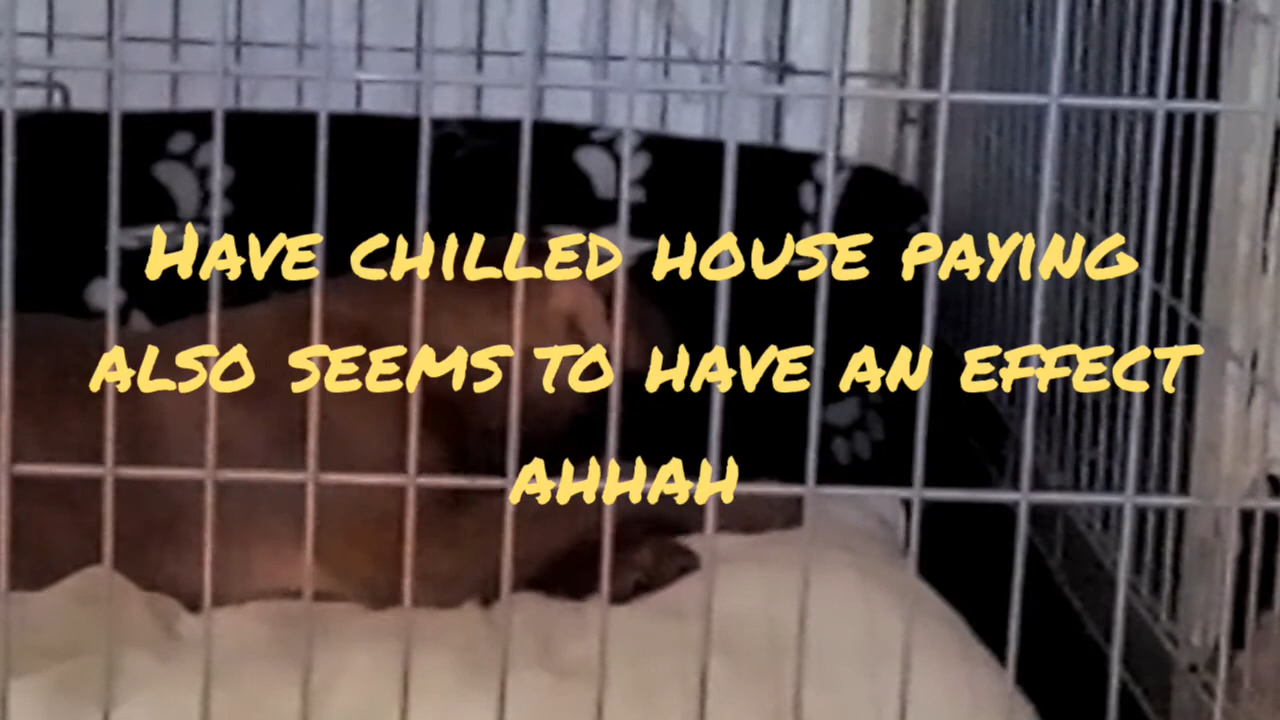 HAVE CHILLED HOUSE PAYING
ALSO SEEMS TO HAVE AN EFFECT
AHHAH